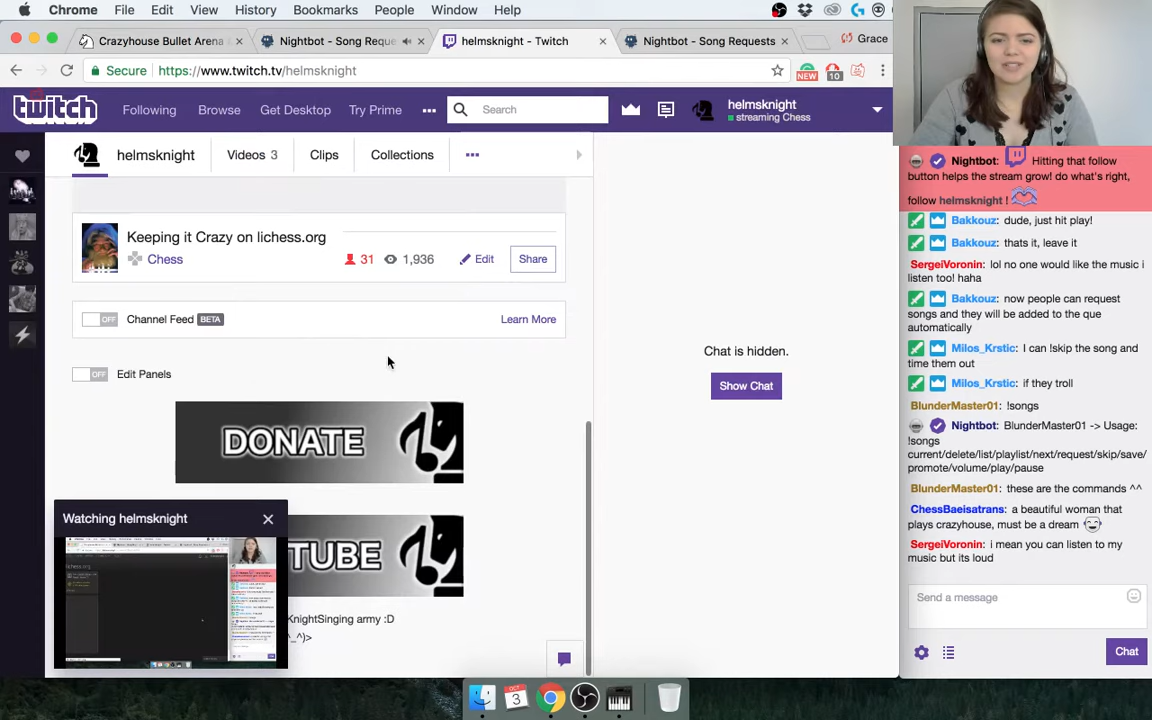 Chrome File Edit View History Bookmarks People Window Help
Crazyhouse Bullet Arena
Nightbot - Song Reque
helmsknight - Twitch
Nightbot - Song Requests
Grace
Secure https://www.twitch.tv/helmsknight
NEW
10
twitch Following Browse Get Desktop Try Prime Search
helmsknight
streaming Chess
helmsknight Videos 3 Clips Collections
Keeping it Crazy on lichess.org
Chess 31 1,936 Edit Share
OFF Channel Feed BETA Learn More
OFF Edit Panels
DONATE
TUBE
KnightSinging army :D
^_^)>
Watching helmsknight
Chat is hidden.
Show Chat
OCT
3
Nightbot: Hitting that follow
button helps the stream grow! do what's right,
follow helmsknight !
Bakkouz: dude, just hit play!
Bakkouz: thats it, leave it
SergeiVoronin: lol no one would like the music i
listen too! haha
Bakkouz: now people can request
songs and they will be added to the que
automatically
Milos_Krstic: I can !skip the song and
time them out
Milos_Krstic: if they troll
BlunderMaster01: !songs
Nightbot: BlunderMaster01 -> Usage:
!songs
current/delete/list/playlist/next/request/skip/save/
promote/volume/play/pause
BlunderMaster01: these are the commands ^^
ChessBaeisatrans: a beautiful woman that
plays crazyhouse, must be a dream
SergeiVoronin: i mean you can listen to my
music but its loud
Send a message
Chat